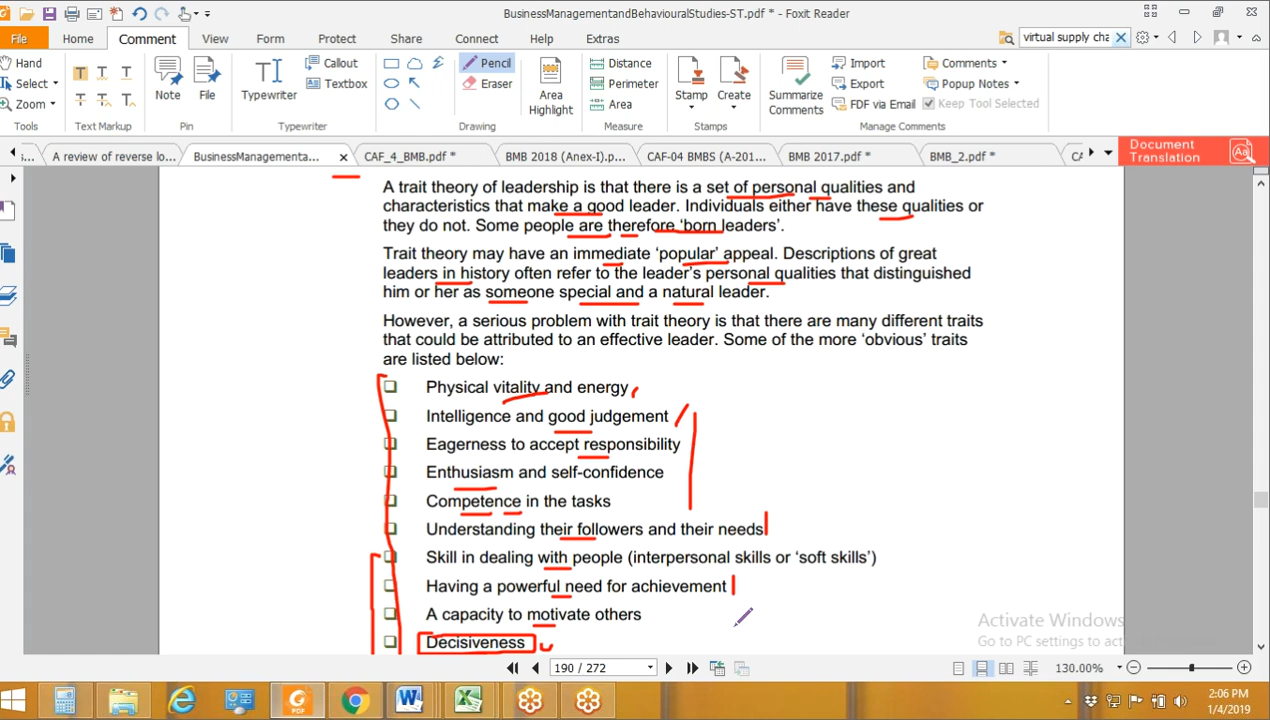 BusinessManagementandBehaviouralStudies-ST.pdf * - Foxit Reader
File Home Comment View Form Protect Share Connect Help Extras virtual supply cha
Hand Callout Pencil Distance Import Comments
Select Textbox Eraser Perimeter Export Popup Notes
Zoom Note File Typewriter Area Highlight Area Stamp Create Summarize Comments FDF via Email Keep Tool Selected
Tools Text Markup Pin Typewriter Drawing Measure Stamps Manage Comments
s... A review of reverse lo... BusinessManagementa... CAF_4_BMB.pdf * BMB 2018 (Anex-I).p... CAF-04 BMBS (A-201... BMB 2017.pdf * BMB_2.pdf * CA
Document Translation
A trait theory of leadership is that there is a set of personal qualities and
characteristics that make a good leader. Individuals either have these qualities or
they do not. Some people are therefore ‘born leaders’.
Trait theory may have an immediate ‘popular’ appeal. Descriptions of great
leaders in history often refer to the leader’s personal qualities that distinguished
him or her as someone special and a natural leader.
However, a serious problem with trait theory is that there are many different traits
that could be attributed to an effective leader. Some of the more ‘obvious’ traits
are listed below:
Physical vitality and energy
Intelligence and good judgement
Eagerness to accept responsibility
Enthusiasm and self-confidence
Competence in the tasks
Understanding their followers and their needs
Skill in dealing with people (interpersonal skills or ‘soft skills’)
Having a powerful need for achievement
A capacity to motivate others
Decisiveness
Activate Windows
Go to PC settings to activ
190 / 272 130.00%
2:06 PM
1/4/2019